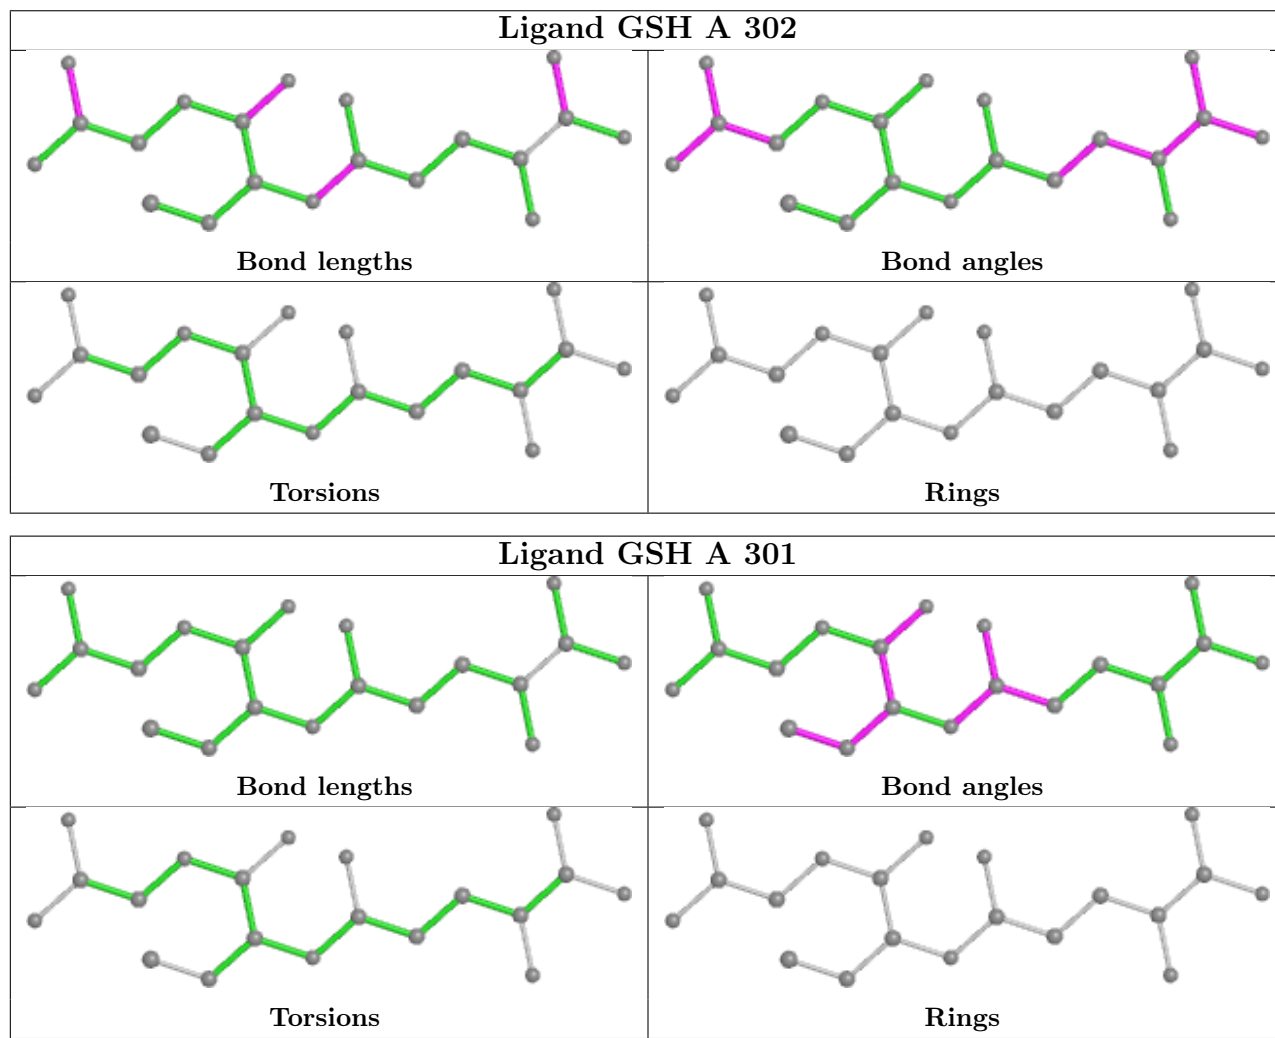 Ligand GSH A 302
Bond lengths
Bond angles
Torsions
Rings
Ligand GSH A 301
Bond lengths
Bond angles
Torsions
Rings